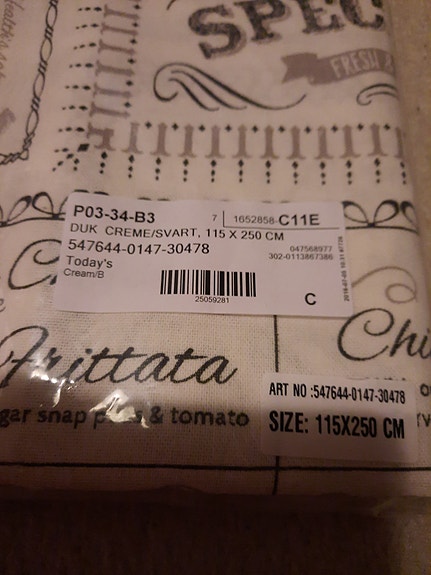 SPEC
FRESH &
P03-34-B3 7 1652858-C11E
DUK CREME/SVART, 115 X 250 CM
547644-0147-30478 047568977
302-0113867386
Today's
Cream/B
25059281
C
Chi
Frittata
gar snap peas & tomato
ART NO :547644-0147-30478
SIZE: 115X250 CM